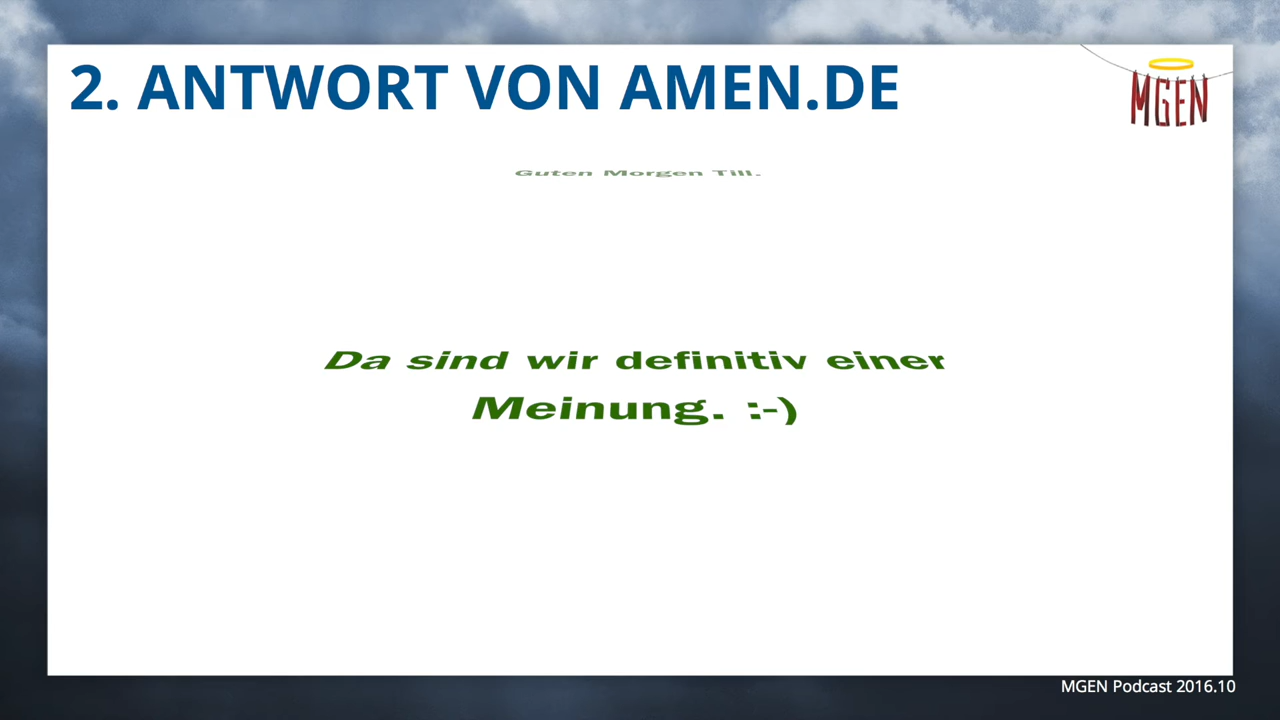 2. ANTWORT VON AMEN.DE
MGEN
Guten Morgen Till.
Da sind wir definitiv einer
Meinung. :-)
MGEN Podcast 2016.10